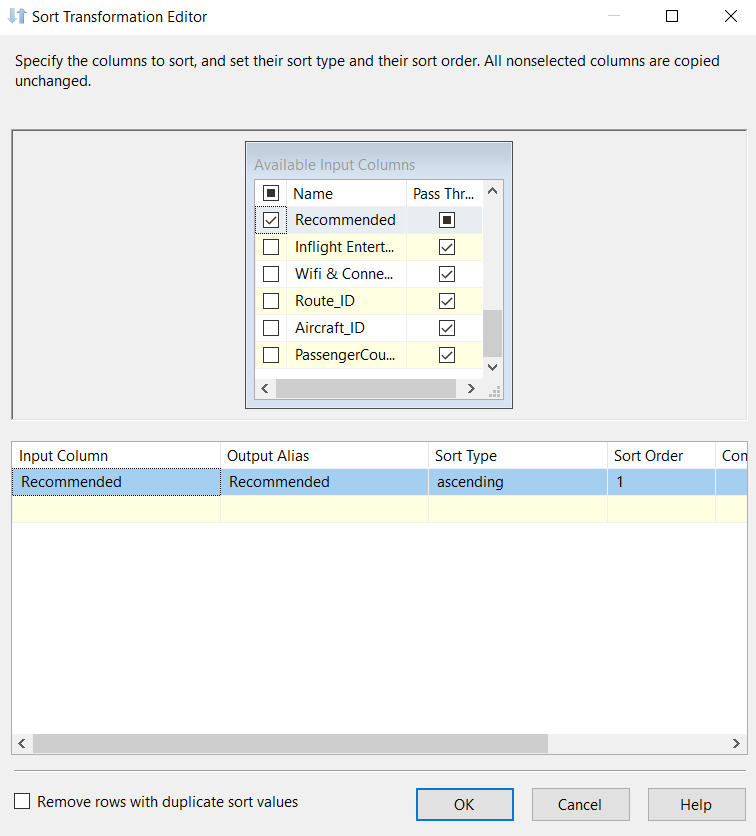 Sort Transformation Editor
Specify the columns to sort, and set their sort type and their sort order. All nonselected columns are copied
unchanged.
Available Input Columns
Name Pass Thr...
Recommended
Inflight Entert...
Wifi & Conne...
Route_ID
Aircraft_ID
PassengerCou...
Input Column Output Alias Sort Type Sort Order Con
Recommended Recommended ascending 1
Remove rows with duplicate sort values OK Cancel Help